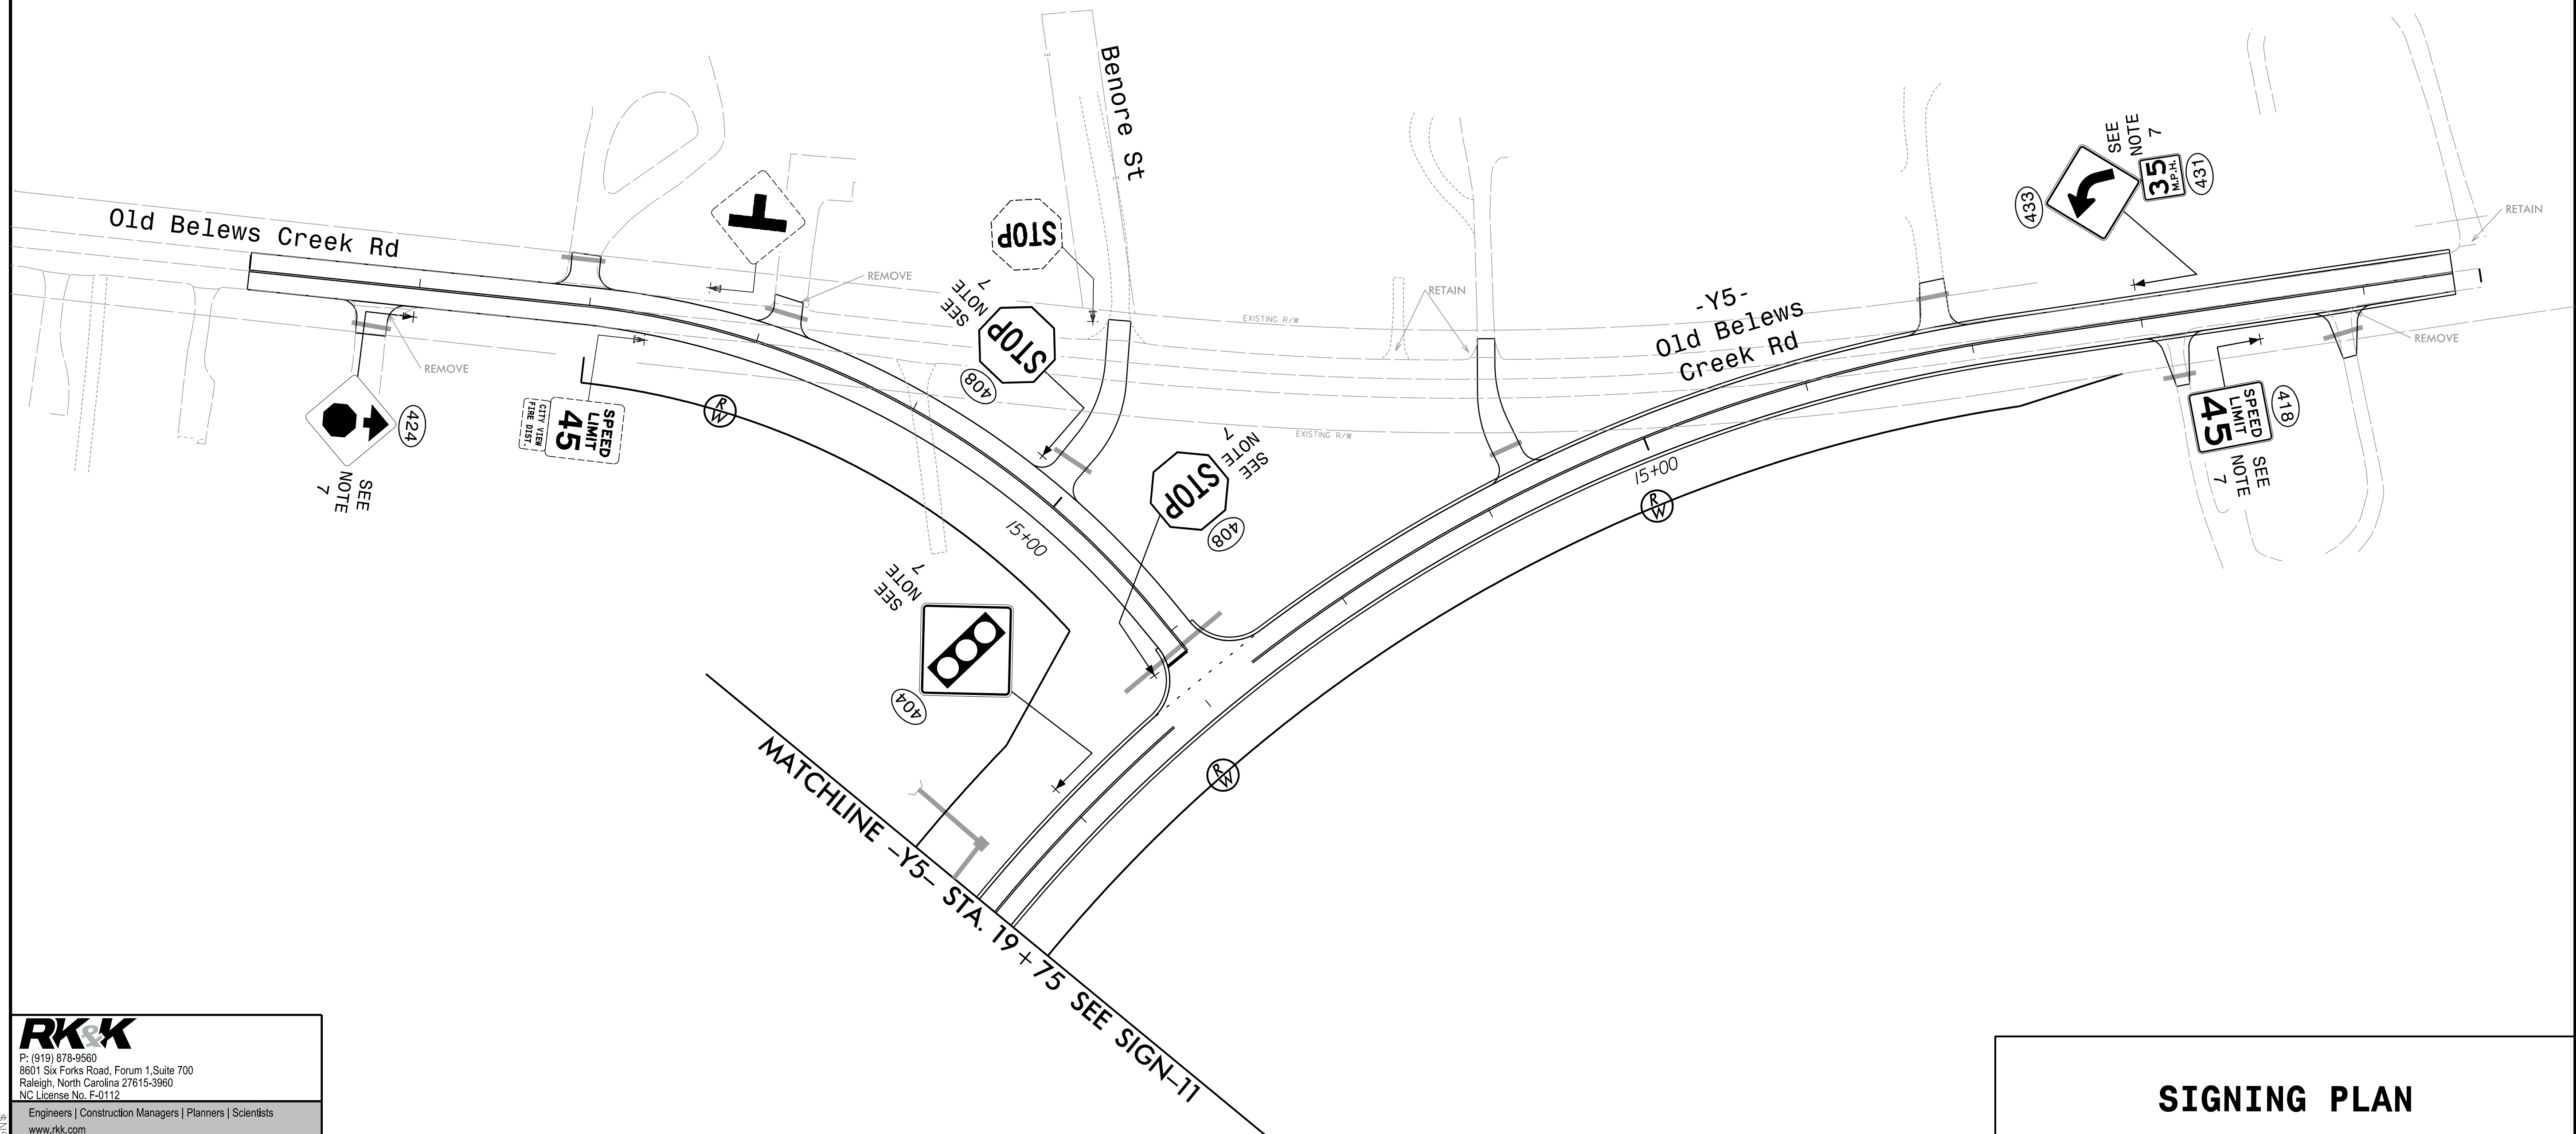 Old Belews Creek Rd
Benore St
STOP
SEE
NOTE
7
STOP
408
REMOVE
REMOVE
424
SEE
NOTE
7
SPEED
LIMIT
45
CITY VIEW
FIRE DIST.
R
W
15+00
STOP
408
SEE
NOTE
7
SEE
NOTE
7
404
EXISTING R/W
EXISTING R/W
RETAIN
-Y5-
Old Belews
Creek Rd
15+00
R
W
R
W
433
SEE
NOTE
7
35
M.P.H.
431
RETAIN
REMOVE
SPEED
LIMIT
45
418
SEE
NOTE
7
MATCHLINE -Y5- STA. 19+75 SEE SIGN-11
RK&K
P: (919) 878-9560
8601 Six Forks Road, Forum 1,Suite 700
Raleigh, North Carolina 27615-3960
NC License No. F-0112
Engineers | Construction Managers | Planners | Scientists
www.rkk.com
SIGNING PLAN